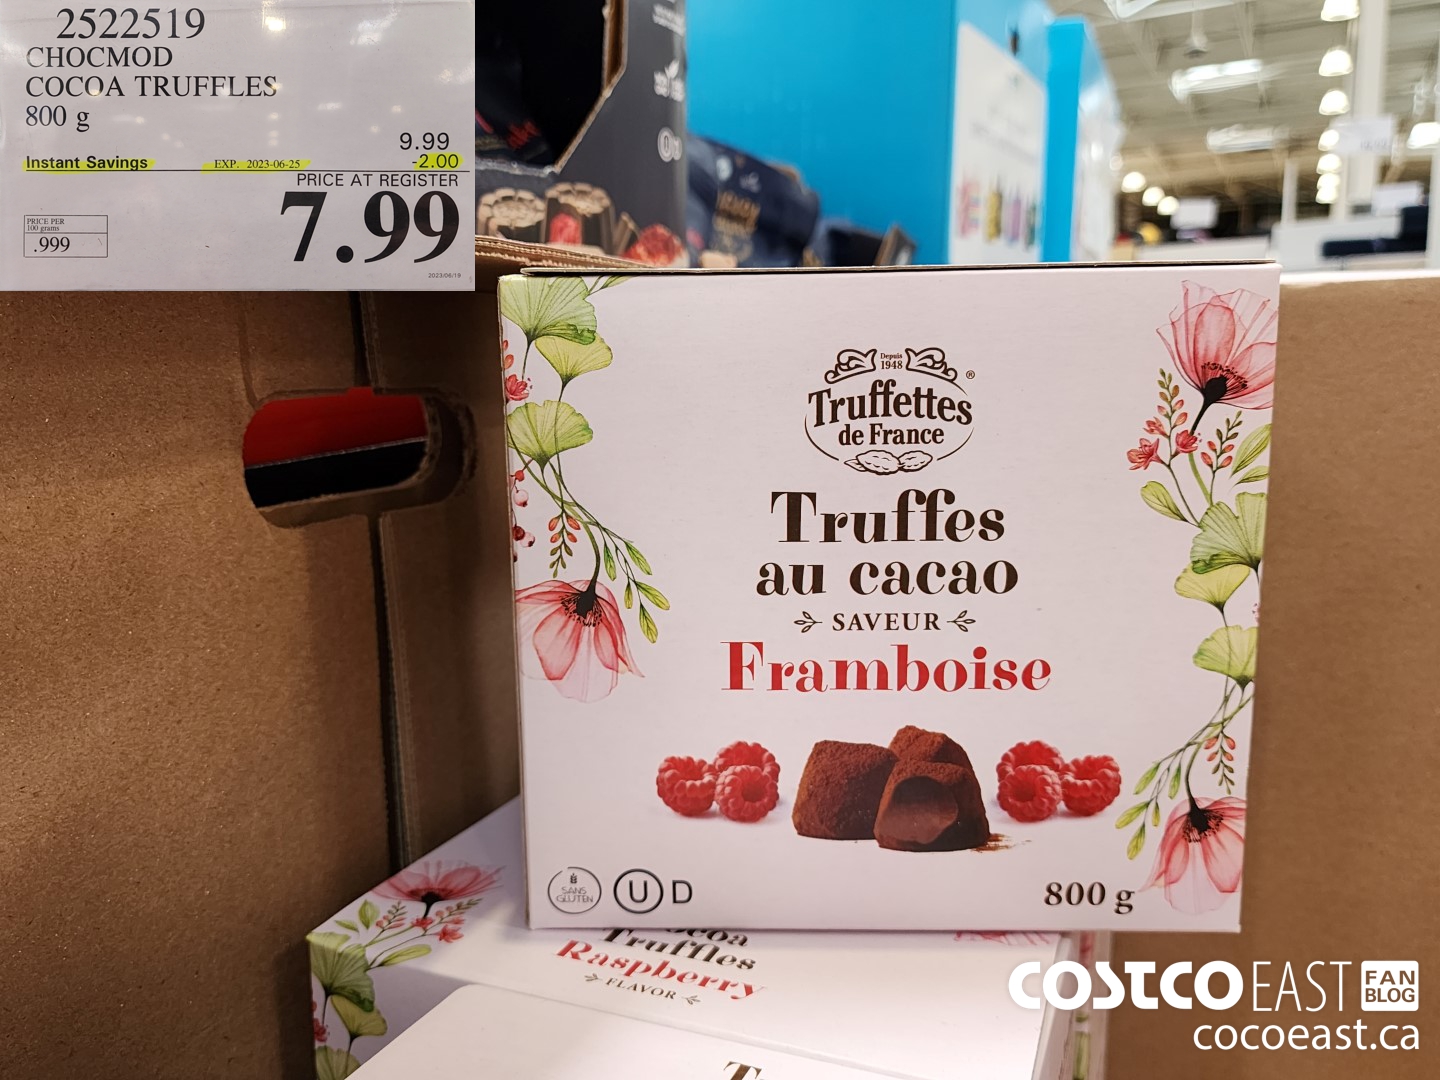 2522519
CHOCMOD
COCOA TRUFFLES
800 g
9.99
Instant Savings EXP. 2023-06-25 -2.00
PRICE AT REGISTER
7.99
PRICE PER
100 grams
.999
2023/06/19
Depuis
1948
Truffettes
de France
®
Truffes
au cacao
SAVEUR
Framboise
SANS
GLUTEN
U D
800 g
Truffles
Raspberry
FLAVOR
COSTCO EAST FAN
BLOG
cocoeast.ca